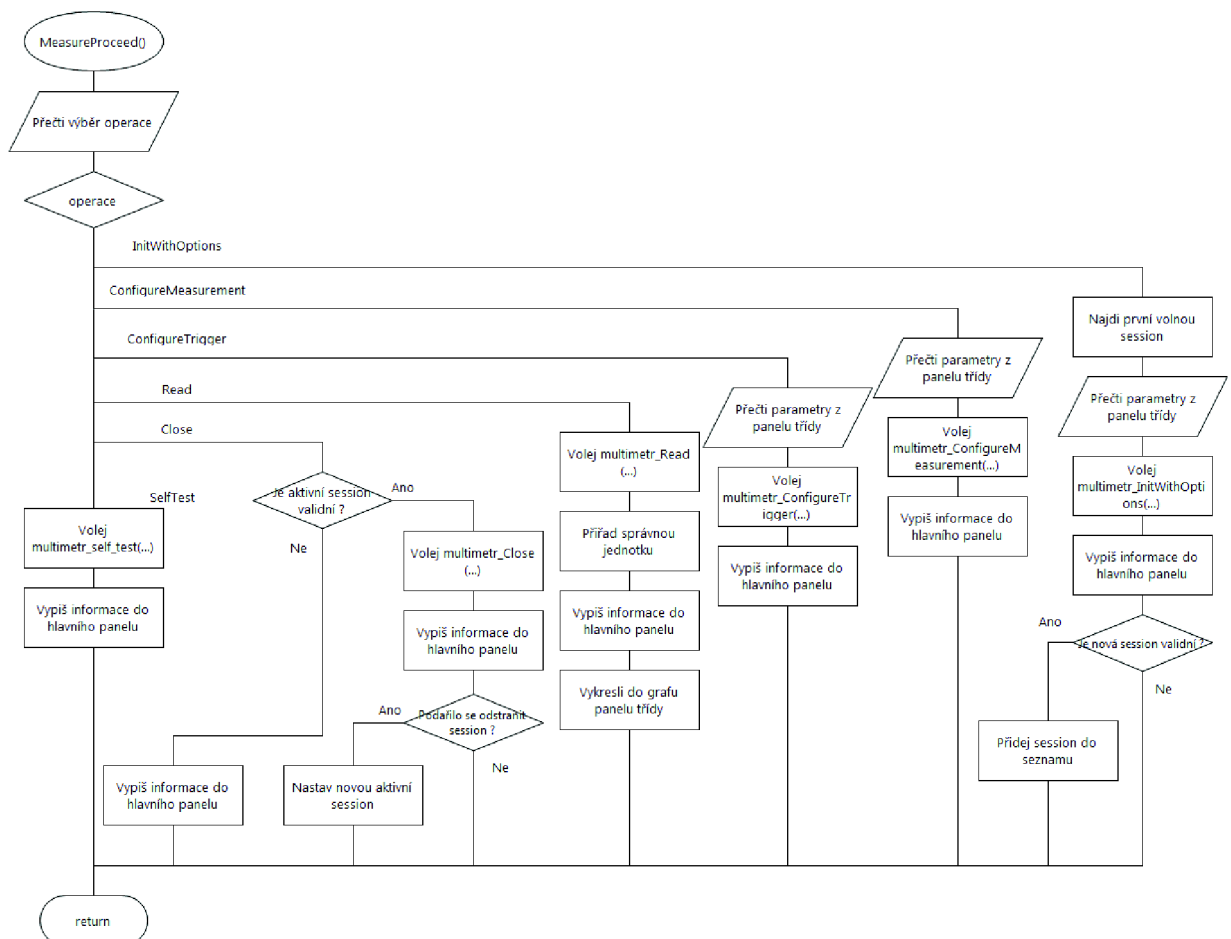 MeasureProceed()
Přečti výběr operace
operace
InitWithOptions
ConfigureMeasurement
ConfigureTrigger
Read
Close
SelfTest
Volej
multimetr_self_test(...)
Vypiš informace do
hlavního panelu
Je aktivní session
validní ?
Ano
Ne
Volej multimetr_Close
(...)
Vypiš informace do
hlavního panelu
Podařilo se odstranit
session ?
Ano
Ne
Vypiš informace do
hlavního panelu
Nastav novou aktivní
session
Volej multimetr_Read
(...)
Přiřad správnou
jednotku
Vypiš informace do
hlavního panelu
Vykresli do grafu
panelu třídy
Přečti parametry z
panelu třídy
Volej
multimetr_ConfigureTr
igger(...)
Vypiš informace do
hlavního panelu
Přečti parametry z
panelu třídy
Volej
multimetr_ConfigureM
easurement(...)
Vypiš informace do
hlavního panelu
Najdi první volnou
session
Přečti parametry z
panelu třídy
Volej
multimetr_InitWithOpti
ons(...)
Vypiš informace do
hlavního panelu
Je nová session validní ?
Ano
Ne
Přidej session do
seznamu
return